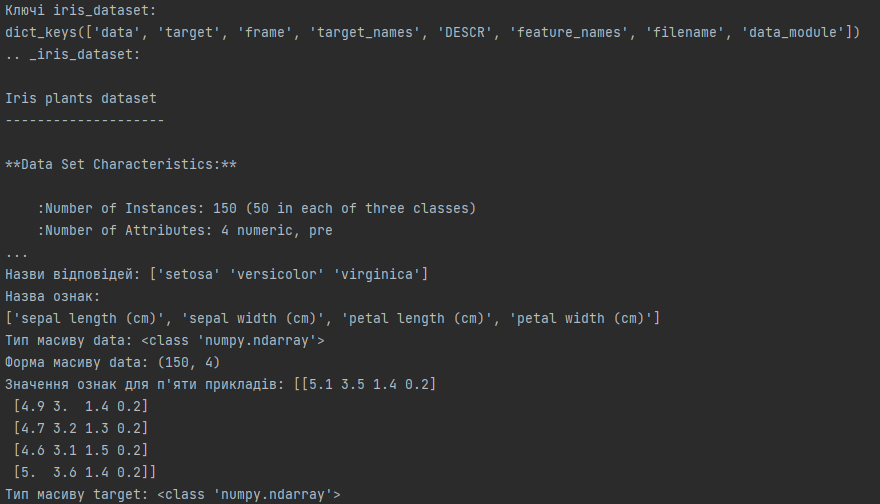 Ключі iris_dataset:
dict_keys(['data', 'target', 'frame', 'target_names', 'DESCR', 'feature_names', 'filename', 'data_module'])
.. _iris_dataset:

Iris plants dataset
--------------------

**Data Set Characteristics:**

    :Number of Instances: 150 (50 in each of three classes)
    :Number of Attributes: 4 numeric, pre
...
Назви відповідей: ['setosa' 'versicolor' 'virginica']
Назва ознак:
['sepal length (cm)', 'sepal width (cm)', 'petal length (cm)', 'petal width (cm)']
Тип масиву data: <class 'numpy.ndarray'>
Форма масиву data: (150, 4)
Значення ознак для п'яти прикладів: [[5.1 3.5 1.4 0.2]
 [4.9 3.  1.4 0.2]
 [4.7 3.2 1.3 0.2]
 [4.6 3.1 1.5 0.2]
 [5.  3.6 1.4 0.2]]
Тип масиву target: <class 'numpy.ndarray'>